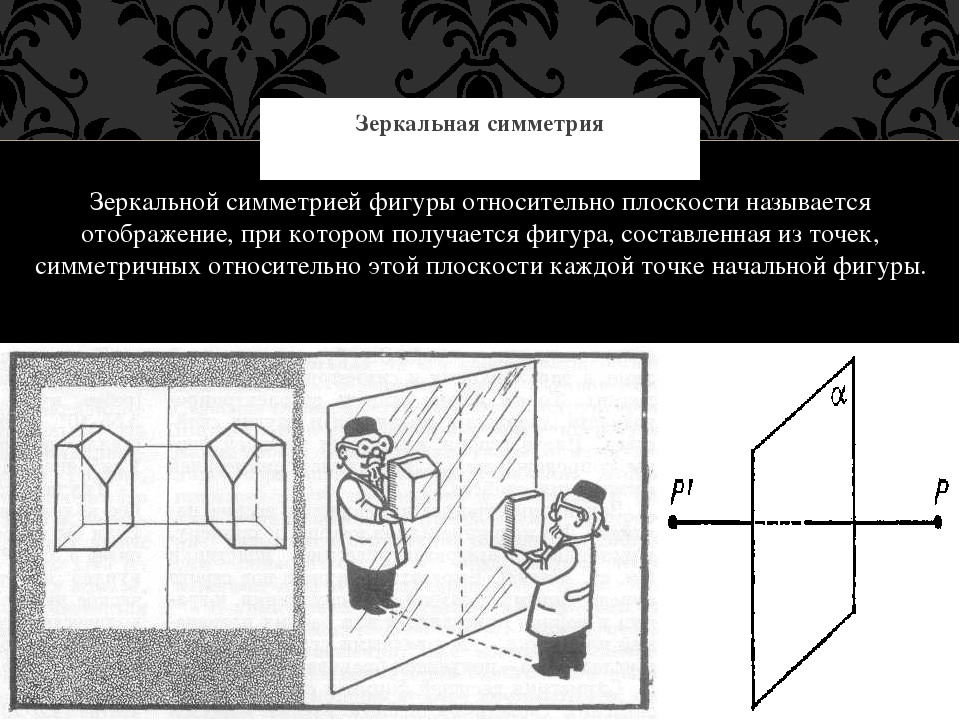 Зеркальная симметрия
Зеркальной симметрией фигуры относительно плоскости называется
отображение, при котором получается фигура, составленная из точек,
симметричных относительно этой плоскости каждой точке начальной фигуры.
α
P' P